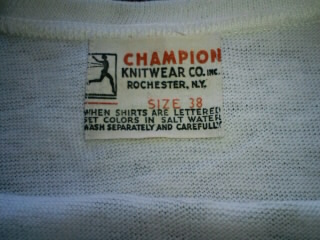 CHAMPION
KNITWEAR CO. INC.
ROCHESTER, N.Y.
SIZE 38
WHEN SHIRTS ARE LETTERED
SET COLORS IN SALT WATER
WASH SEPARATELY AND CAREFULLY